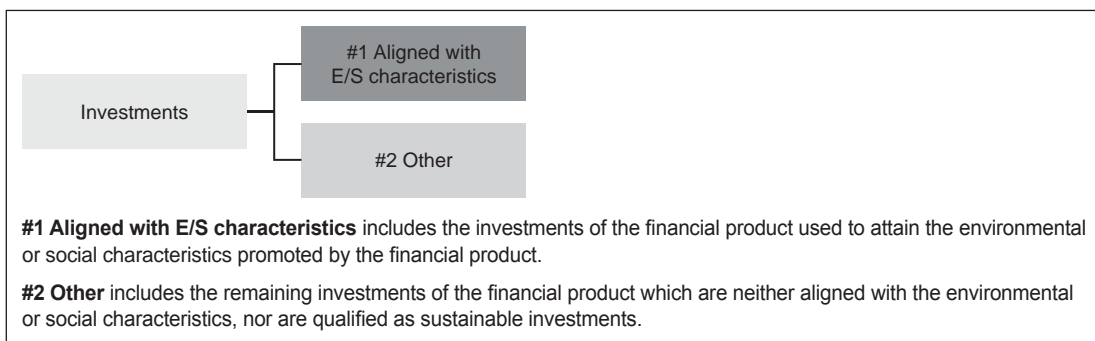 #1 Aligned with
E/S characteristics
Investments
#2 Other
#1 Aligned with E/S characteristics includes the investments of the financial product used to attain the environmental
or social characteristics promoted by the financial product.
#2 Other includes the remaining investments of the financial product which are neither aligned with the environmental
or social characteristics, nor are qualified as sustainable investments.